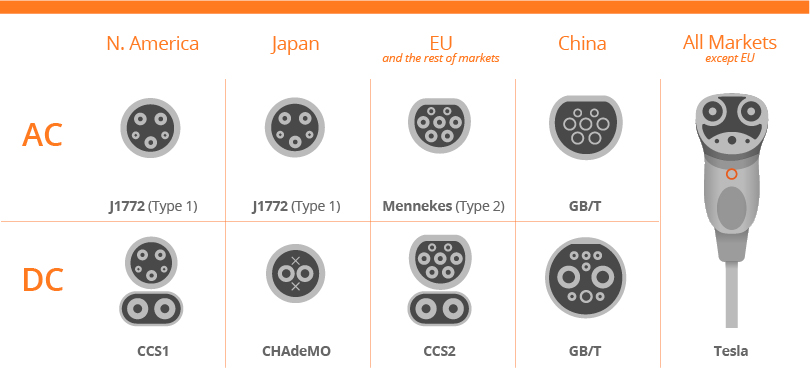 N. America
Japan
EU
and the rest of markets
China
All Markets
except EU
AC
J1772 (Type 1)
J1772 (Type 1)
Mennekes (Type 2)
GB/T
DC
CCS1
CHAdeMO
CCS2
GB/T
Tesla